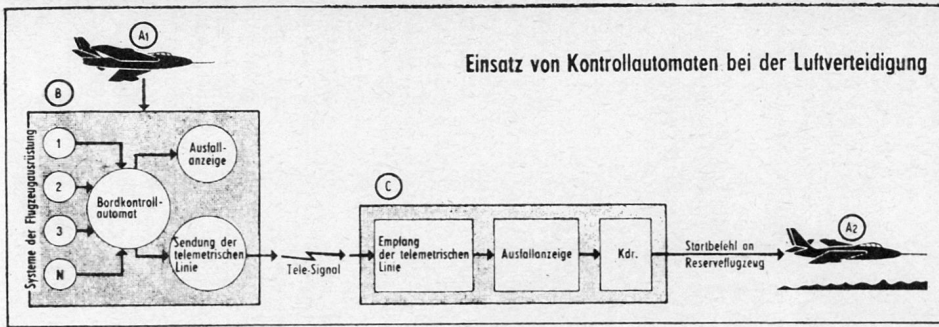 A1
Einsatz von Kontrollautomaten bei der Luftverteidigung
B
Systeme der Flugzeugausrüstung
1
2
3
N
Bordkontroll-
automat
Ausfall-
anzeige
Sendung der
telemetrischen
Linie
Tele-Signal
C
Empfang
der telemetrischen
Linie
Ausfallanzeige
Kdr.
Startbefehl an
Reserveflugzeug
A2